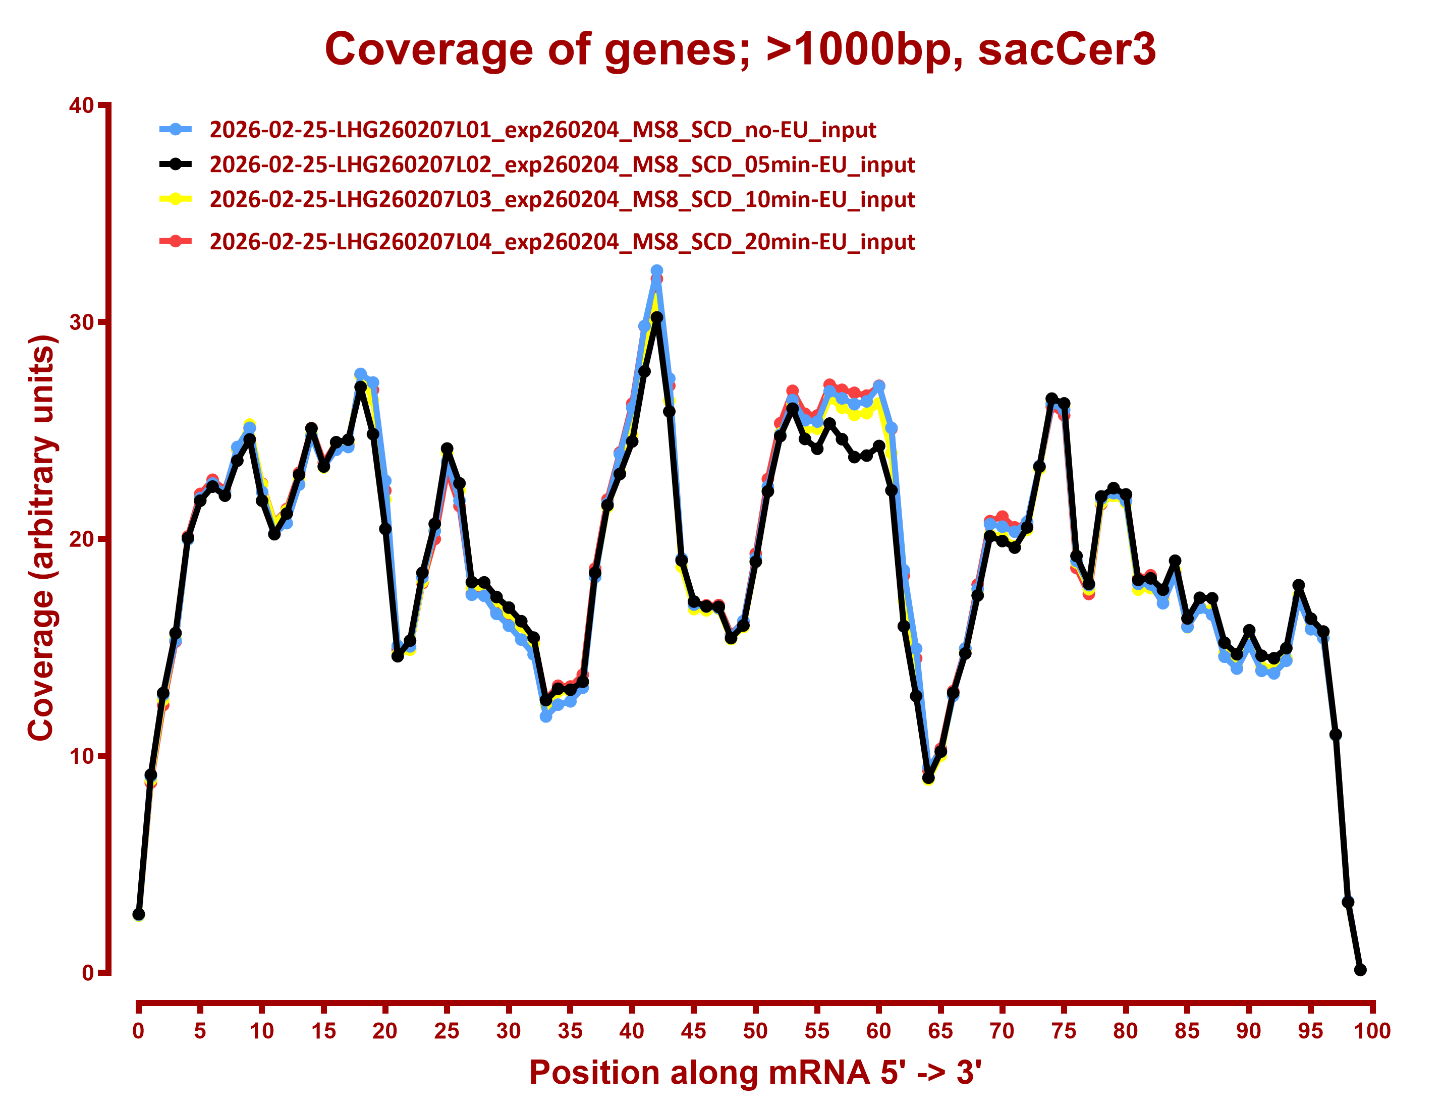 Coverage of genes; >1000bp, sacCer3
2026-02-25-LHG260207L01_exp260204_MS8_SCD_no-EU_input
2026-02-25-LHG260207L02_exp260204_MS8_SCD_05min-EU_input
2026-02-25-LHG260207L03_exp260204_MS8_SCD_10min-EU_input
2026-02-25-LHG260207L04_exp260204_MS8_SCD_20min-EU_input
Coverage (arbitrary units)
40
30
20
10
0
0 5 10 15 20 25 30 35 40 45 50 55 60 65 70 75 80 85 90 95 100
Position along mRNA 5' -> 3'